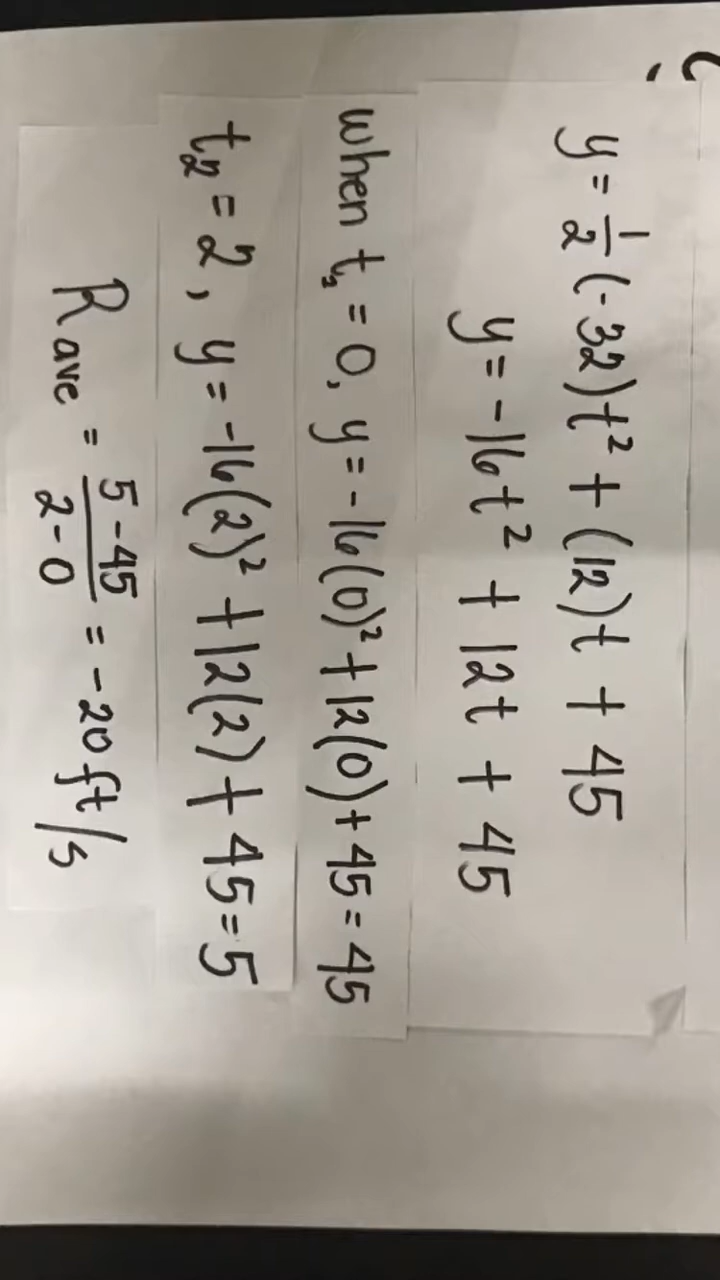 y = 1/2 (-32)t² + (12)t + 45
y = -16t² + 12t + 45
when t₁ = 0, y = -16(0)² + 12(0) + 45 = 45
t₂ = 2, y = -16(2)² + 12(2) + 45 = 5
R ave = 5-45 / 2-0 = -20 ft/s